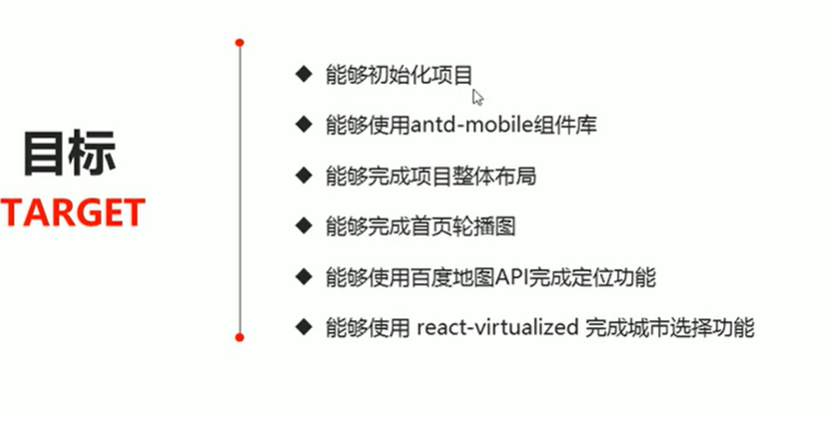 目标
TARGET
◆ 能够初始化项目
◆ 能够使用antd-mobile组件库
◆ 能够完成项目整体布局
◆ 能够完成首页轮播图
◆ 能够使用百度地图API完成定位功能
◆ 能够使用 react-virtualized 完成城市选择功能